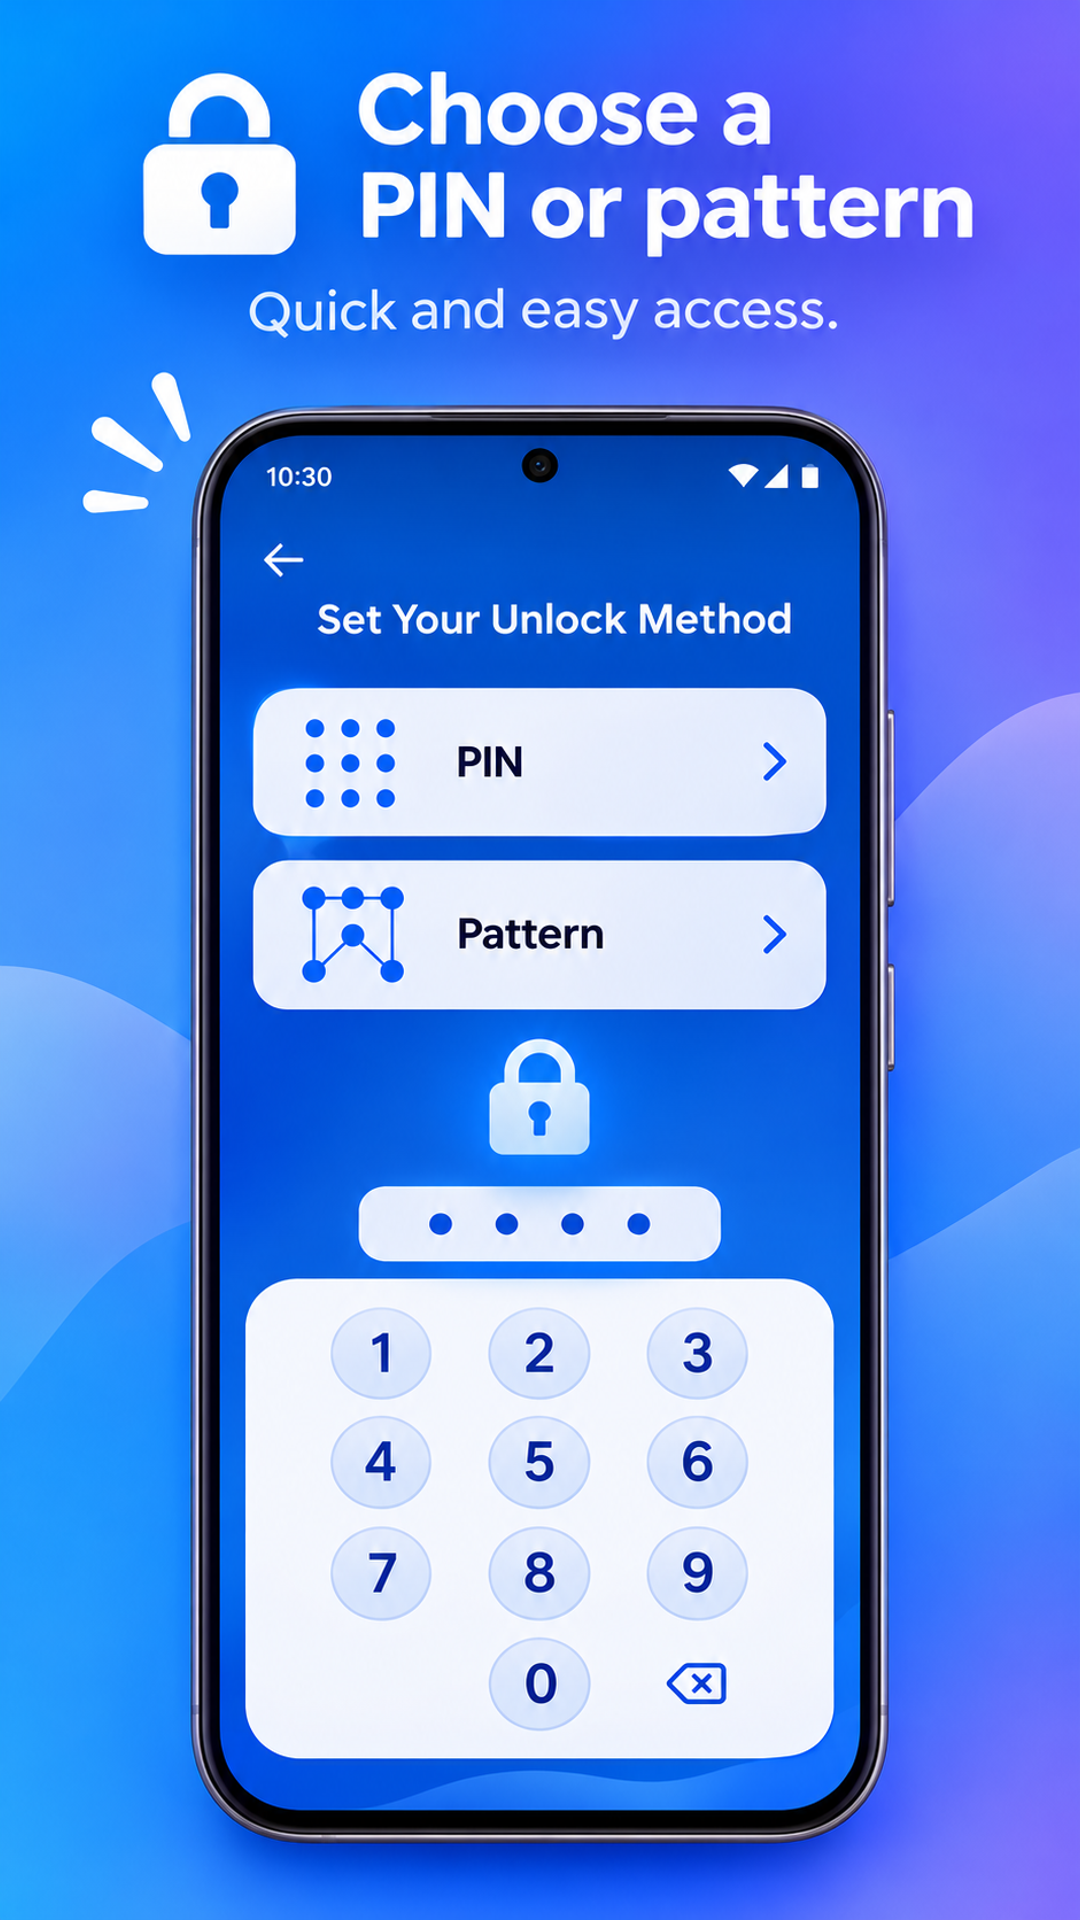 Choose a
PIN or pattern
Quick and easy access.
10:30
Set Your Unlock Method
PIN
Pattern
1 2 3
4 5 6
7 8 9
0